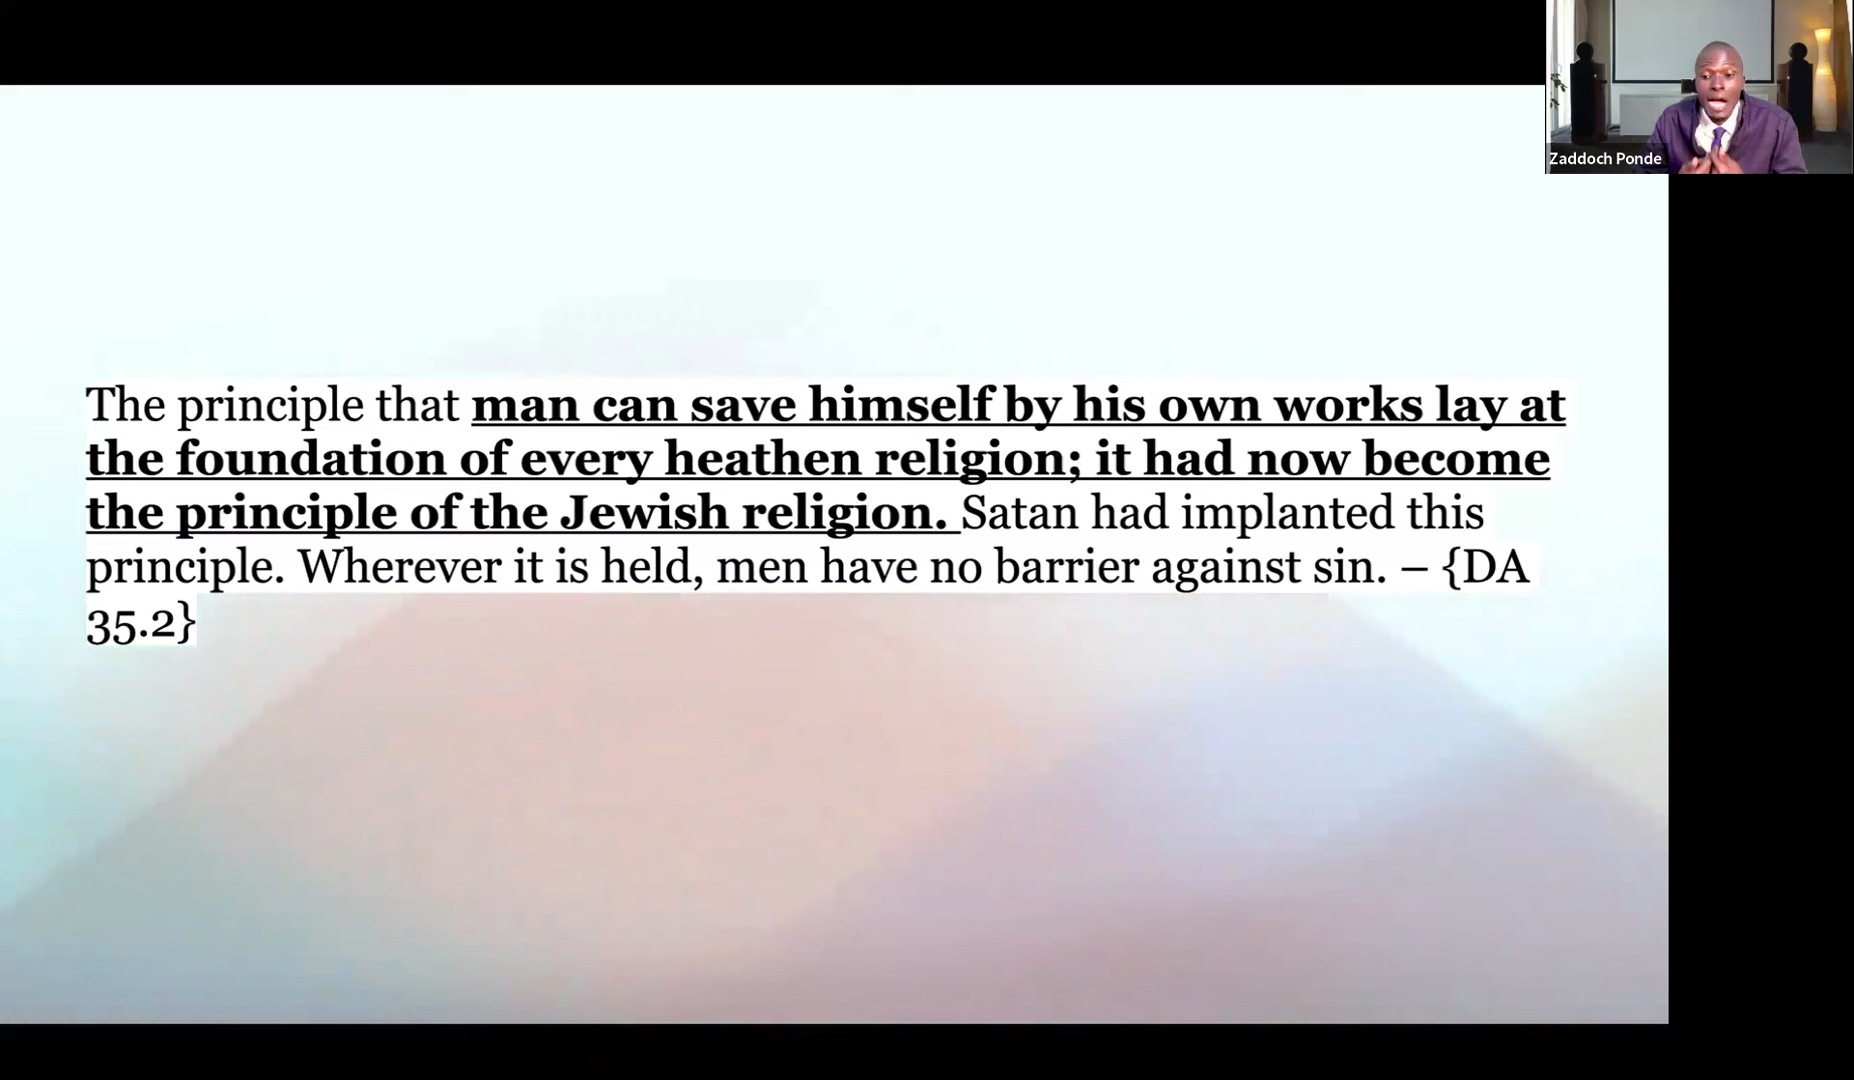 Zaddoch Ponde
The principle that man can save himself by his own works lay at
the foundation of every heathen religion; it had now become
the principle of the Jewish religion. Satan had implanted this
principle. Wherever it is held, men have no barrier against sin. – {DA
35.2}